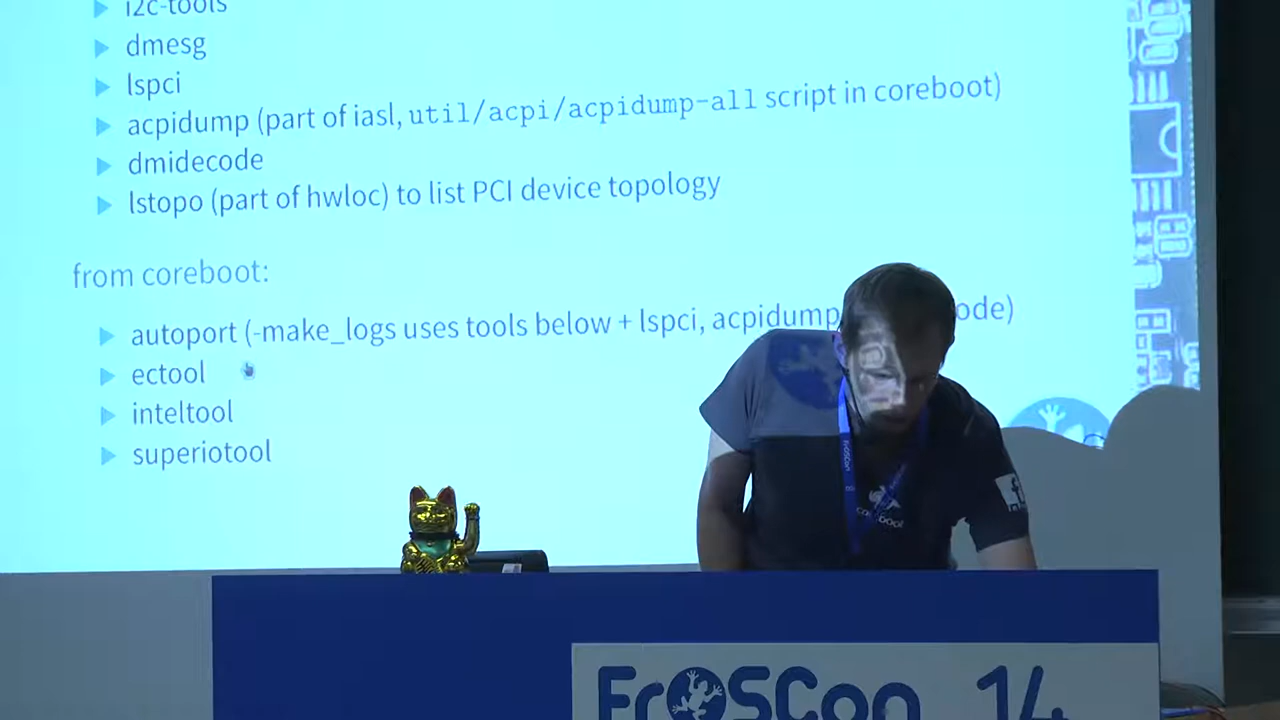 i2c-tools
dmesg
lspci
acpidump (part of iasl, util/acpi/acpidump-all script in coreboot)
dmidecode
lstopo (part of hwloc) to list PCI device topology
from coreboot:
autoport (-make_logs uses tools below + lspci, acpidump
ectool
inteltool
superiotool
FrOSCon
coreboot
FrOSCon 14